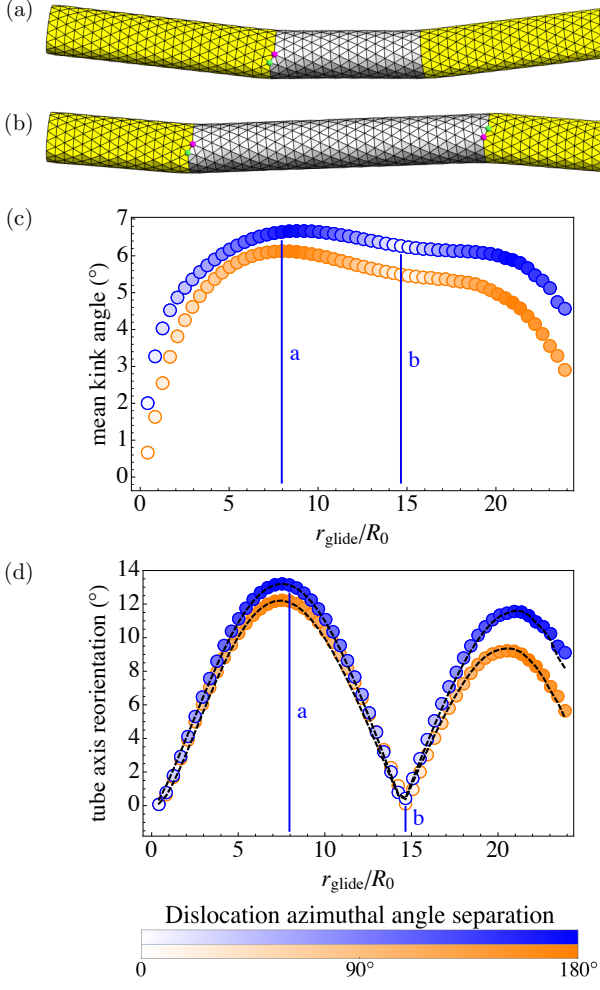 (a)
(b)
(c)
7
6
5
4
3
2
1
0
mean kink angle (°)
a
b
0 5 10 15 20
r_glide/R_0
(d)
14
12
10
8
6
4
2
0
tube axis reorientation (°)
a
b
0 5 10 15 20
r_glide/R_0
Dislocation azimuthal angle separation
0 90° 180°